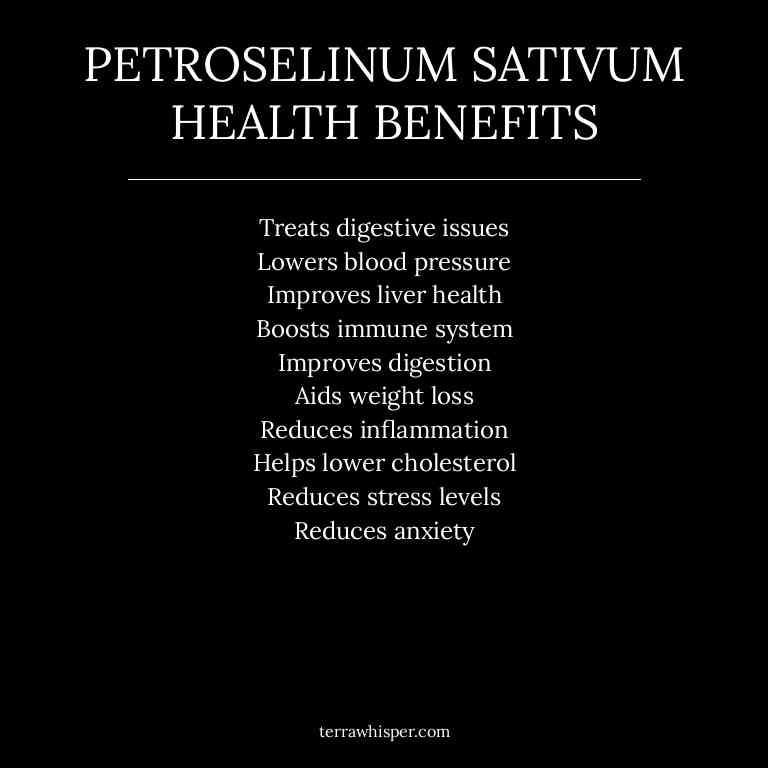 PETROSELINUM SATIVUM
HEALTH BENEFITS
Treats digestive issues
Lowers blood pressure
Improves liver health
Boosts immune system
Improves digestion
Aids weight loss
Reduces inflammation
Helps lower cholesterol
Reduces stress levels
Reduces anxiety
terrawhisper.com